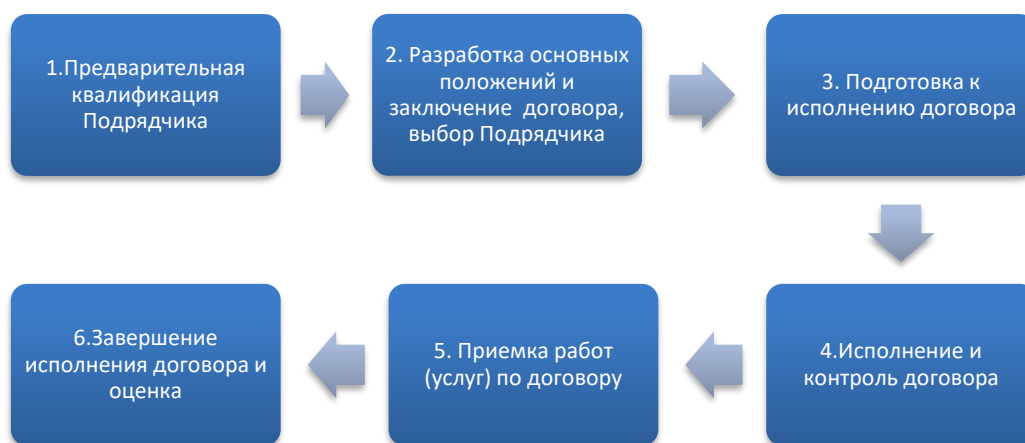 1.Предварительная
квалификация
Подрядчика
2. Разработка основных
положений и
заключение договора,
выбор Подрядчика
3. Подготовка к
исполнению договора
4.Исполнение и
контроль договора
5. Приемка работ
(услуг) по договору
6.Завершение
исполнения договора и
оценка